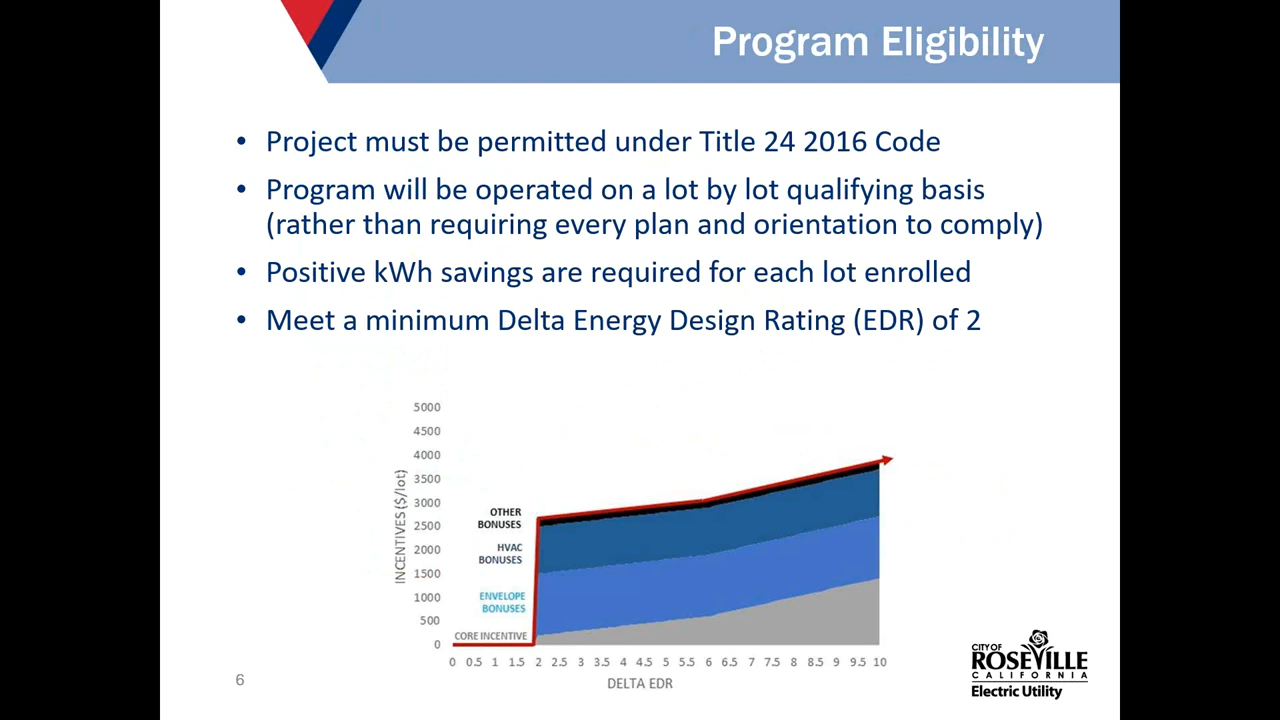 Program Eligibility
• Project must be permitted under Title 24 2016 Code
• Program will be operated on a lot by lot qualifying basis
(rather than requiring every plan and orientation to comply)
• Positive kWh savings are required for each lot enrolled
• Meet a minimum Delta Energy Design Rating (EDR) of 2
INCENTIVES ($/lot)
5000
4500
4000
3500
3000
2500
2000
1500
1000
500
0
OTHER
BONUSES
HVAC
BONUSES
ENVELOPE
BONUSES
CORE INCENTIVE
0 0.5 1 1.5 2 2.5 3 3.5 4 4.5 5 5.5 6 6.5 7 7.5 8 8.5 9 9.5 10
DELTA EDR
6
CITY OF
ROSEVILLE
CALIFORNIA
Electric Utility